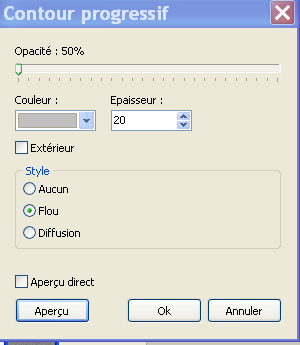 Contour progressif
Opacité : 50%
Couleur :
Epaisseur :
20
Extérieur
Style
Aucun
Flou
Diffusion
Aperçu direct
Aperçu
Ok
Annuler